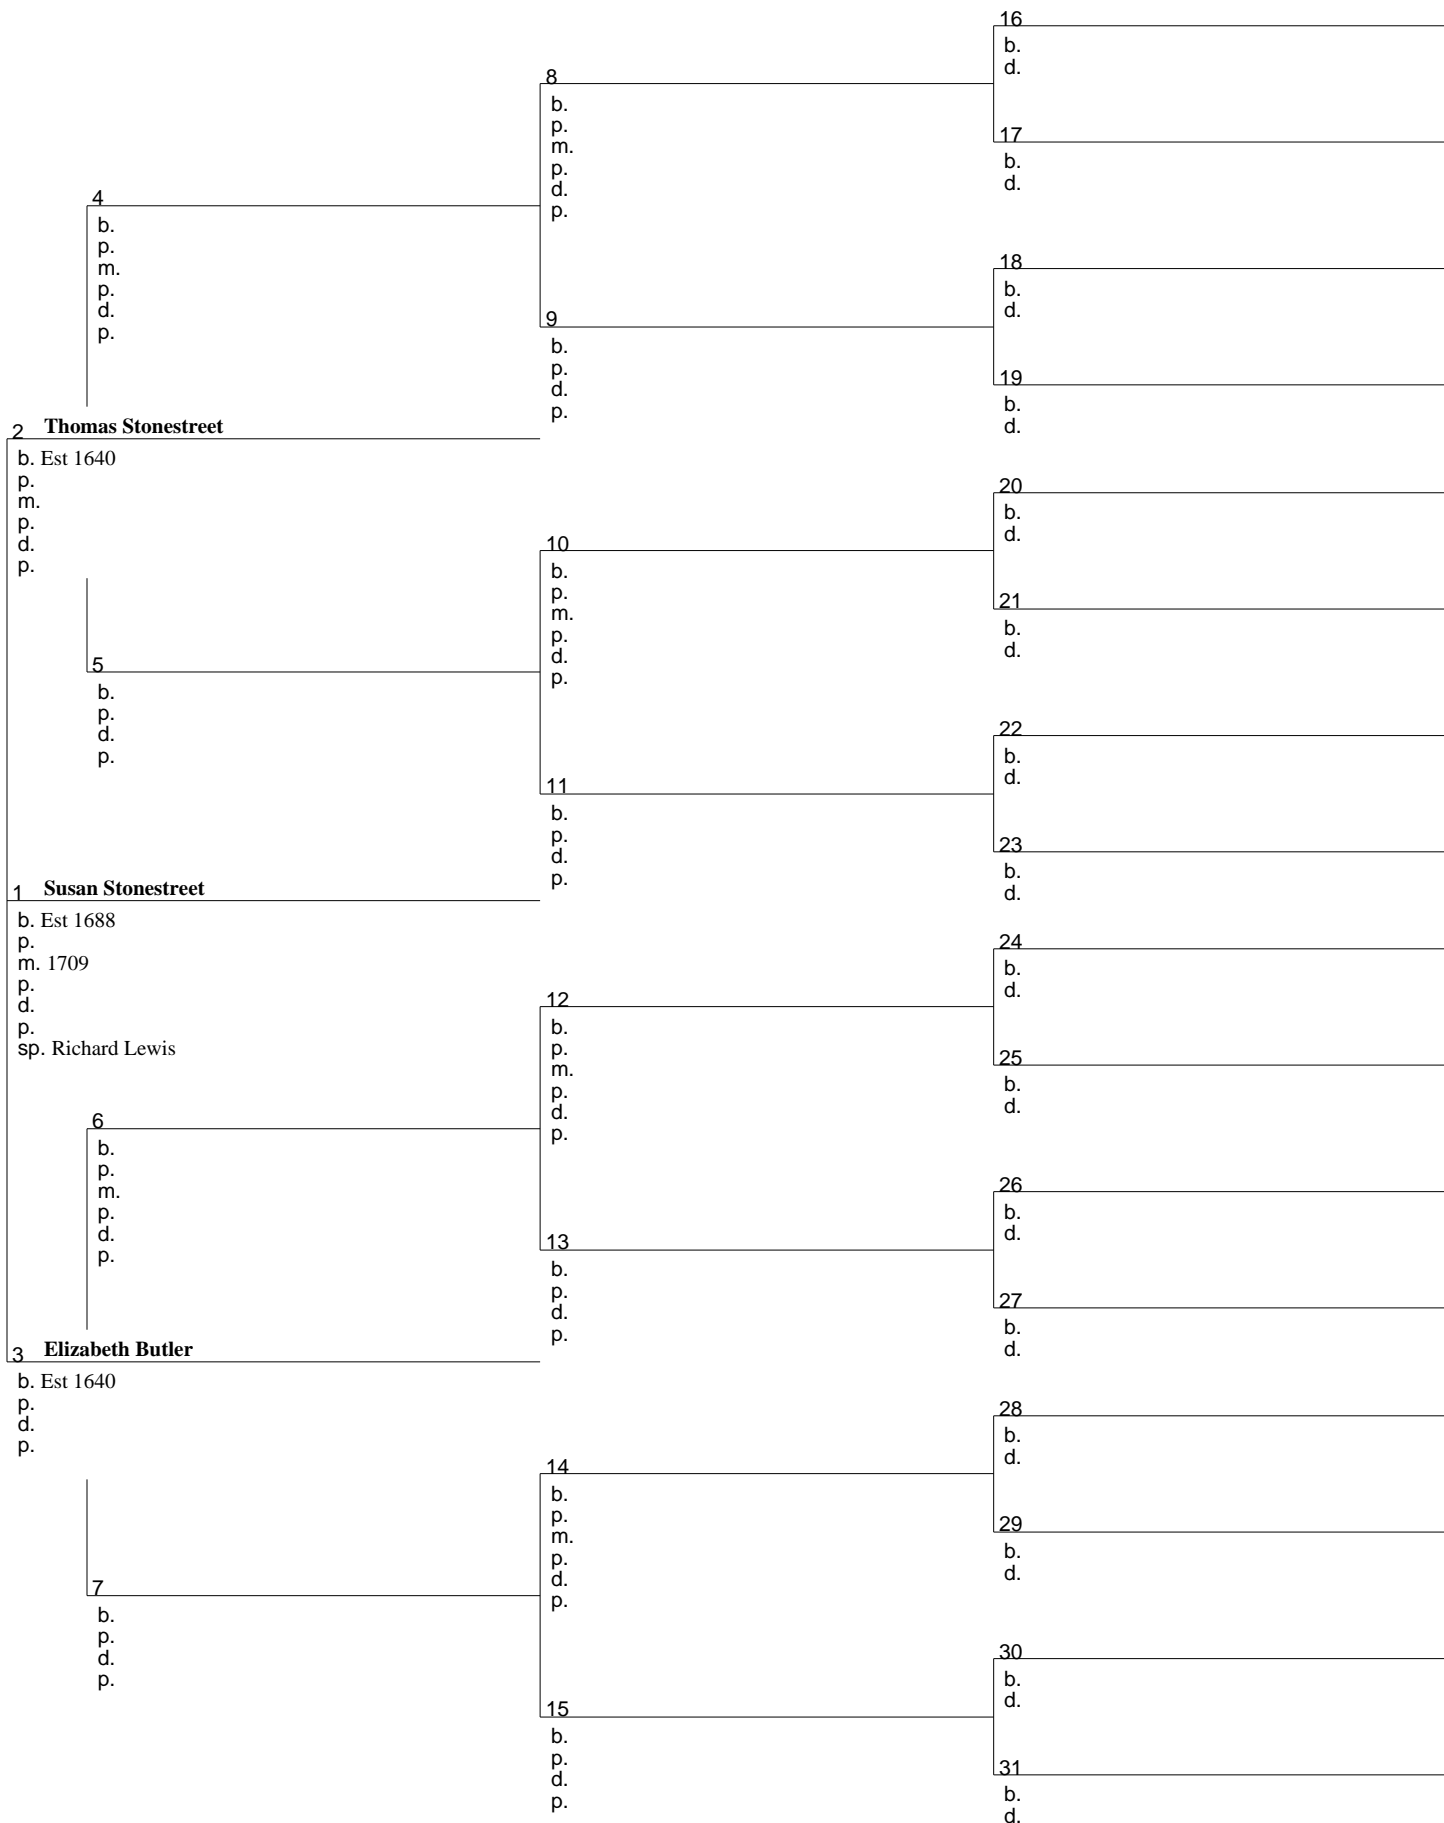 16
b.
d.
8
b.
p.
m.
p.
d.
p.
17
b.
d.
4
b.
p.
m.
p.
d.
p.
18
b.
d.
9
b.
p.
d.
p.
19
b.
d.
2 Thomas Stonestreet
b. Est 1640
p.
m.
p.
d.
p.
20
b.
d.
10
b.
p.
m.
p.
d.
p.
21
b.
d.
5
b.
p.
d.
p.
22
b.
d.
11
b.
p.
d.
p.
23
b.
d.
1 Susan Stonestreet
b. Est 1688
p.
m. 1709
p.
d.
p.
sp. Richard Lewis
24
b.
d.
12
b.
p.
m.
p.
d.
p.
25
b.
d.
6
b.
p.
m.
p.
d.
p.
26
b.
d.
13
b.
p.
d.
p.
27
b.
d.
3 Elizabeth Butler
b. Est 1640
p.
d.
p.
28
b.
d.
14
b.
p.
m.
p.
d.
p.
29
b.
d.
7
b.
p.
d.
p.
30
b.
d.
15
b.
p.
d.
p.
31
b.
d.